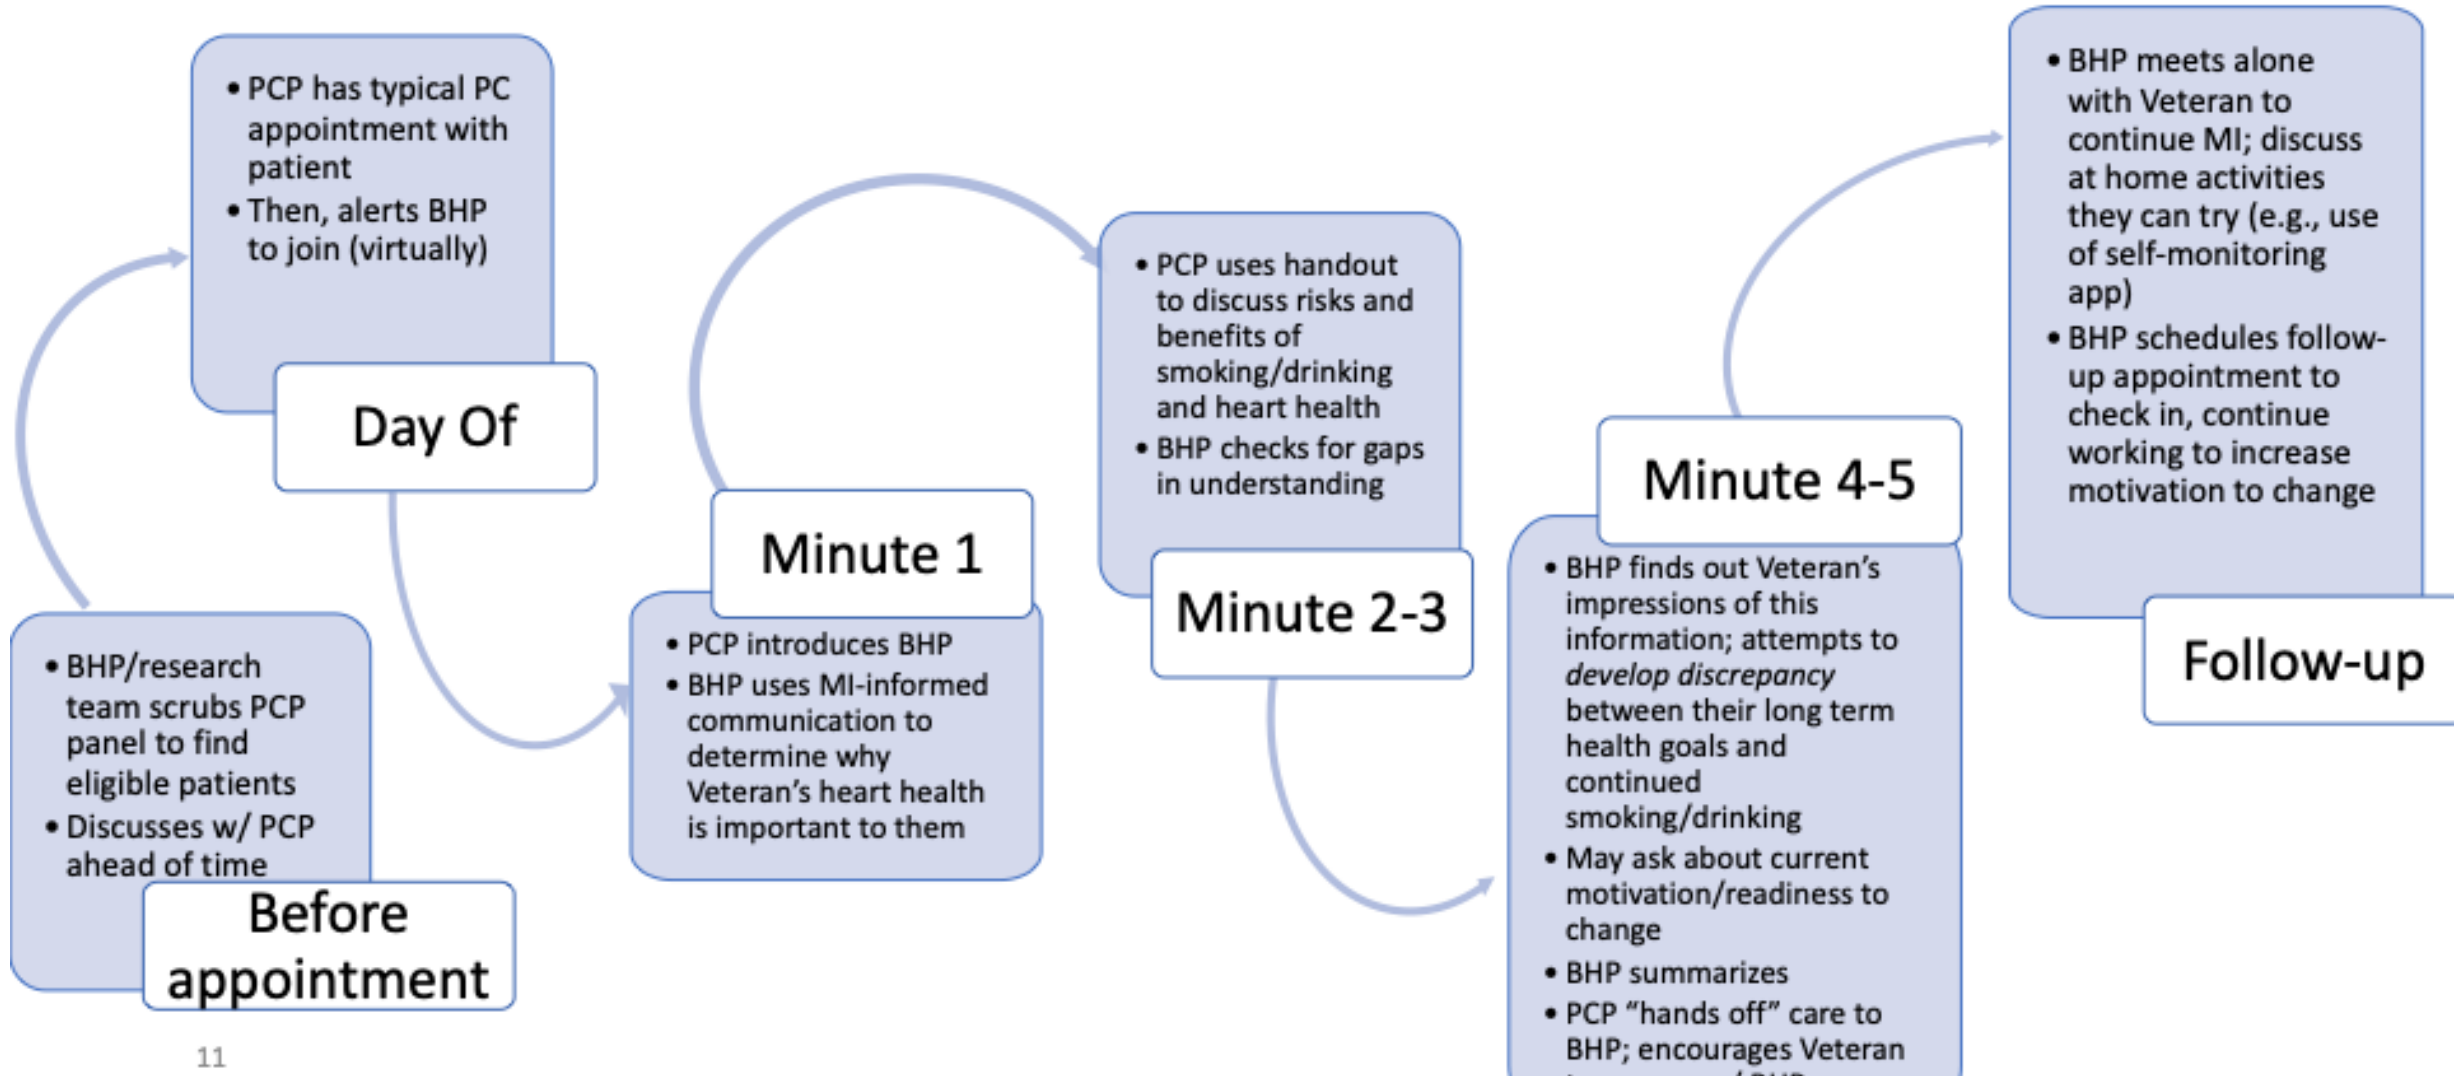 • PCP has typical PC
appointment with
patient
• Then, alerts BHP
to join (virtually)
Day Of
• BHP/research
team scrubs PCP
panel to find
eligible patients
• Discusses w/ PCP
ahead of time
Before
appointment
Minute 1
• PCP introduces BHP
• BHP uses MI-informed
communication to
determine why
Veteran’s heart health
is important to them
• PCP uses handout
to discuss risks and
benefits of
smoking/drinking
and heart health
• BHP checks for gaps
in understanding
Minute 2-3
Minute 4-5
• BHP finds out Veteran’s
impressions of this
information; attempts to
develop discrepancy
between their long term
health goals and
continued
smoking/drinking
• May ask about current
motivation/readiness to
change
• BHP summarizes
• PCP “hands off” care to
BHP; encourages Veteran
• BHP meets alone
with Veteran to
continue MI; discuss
at home activities
they can try (e.g., use
of self-monitoring
app)
• BHP schedules follow-
up appointment to
check in, continue
working to increase
motivation to change
Follow-up
11